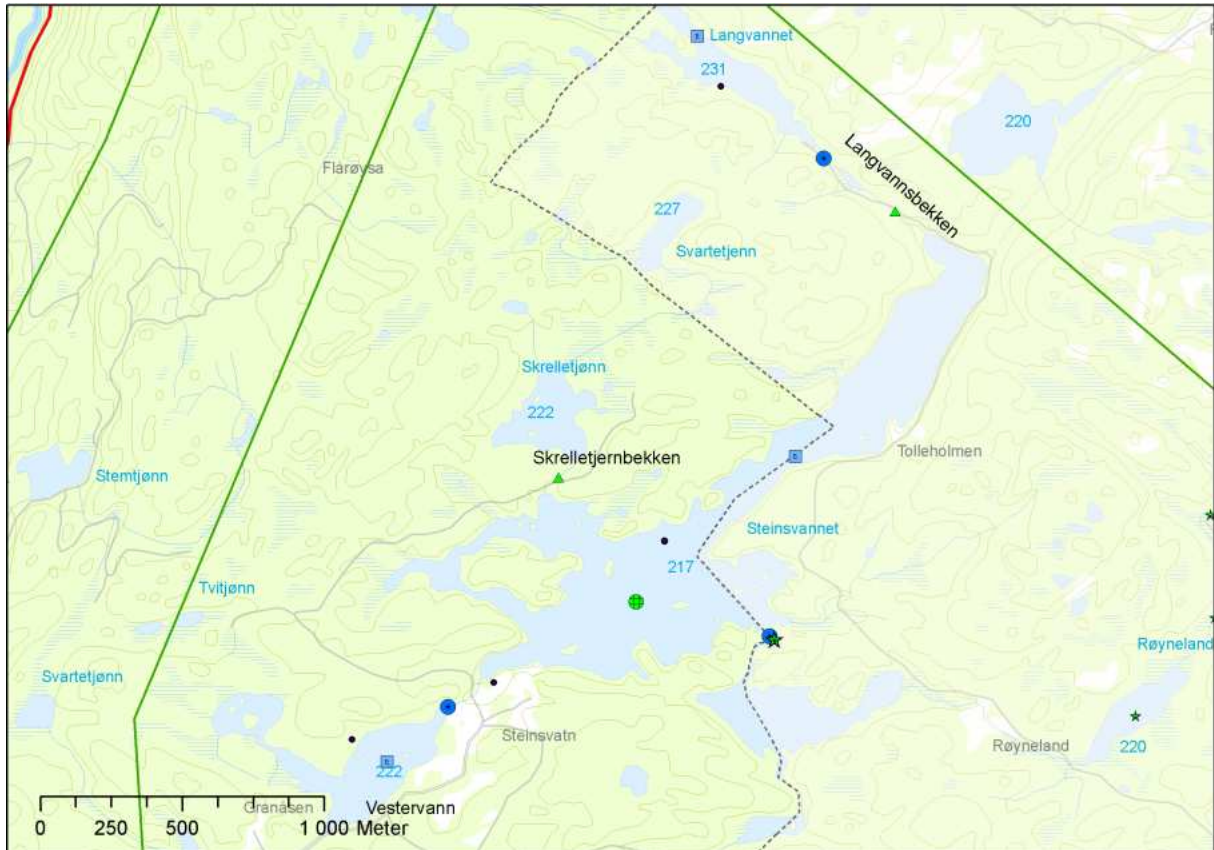 Langvannet
231
220
Langvannsbekken
Flarøysa
227
Svartetjenn
Skrelletjønn
222
Skrelletjernbekken
Tolleholmen
Stemtjønn
Steinsvannet
217
Tvitjønn
Røyneland
Svartetjønn
Steinsvatn
Røyneland
220
222
Granåsen
Vestervann
0 250 500 1 000 Meter